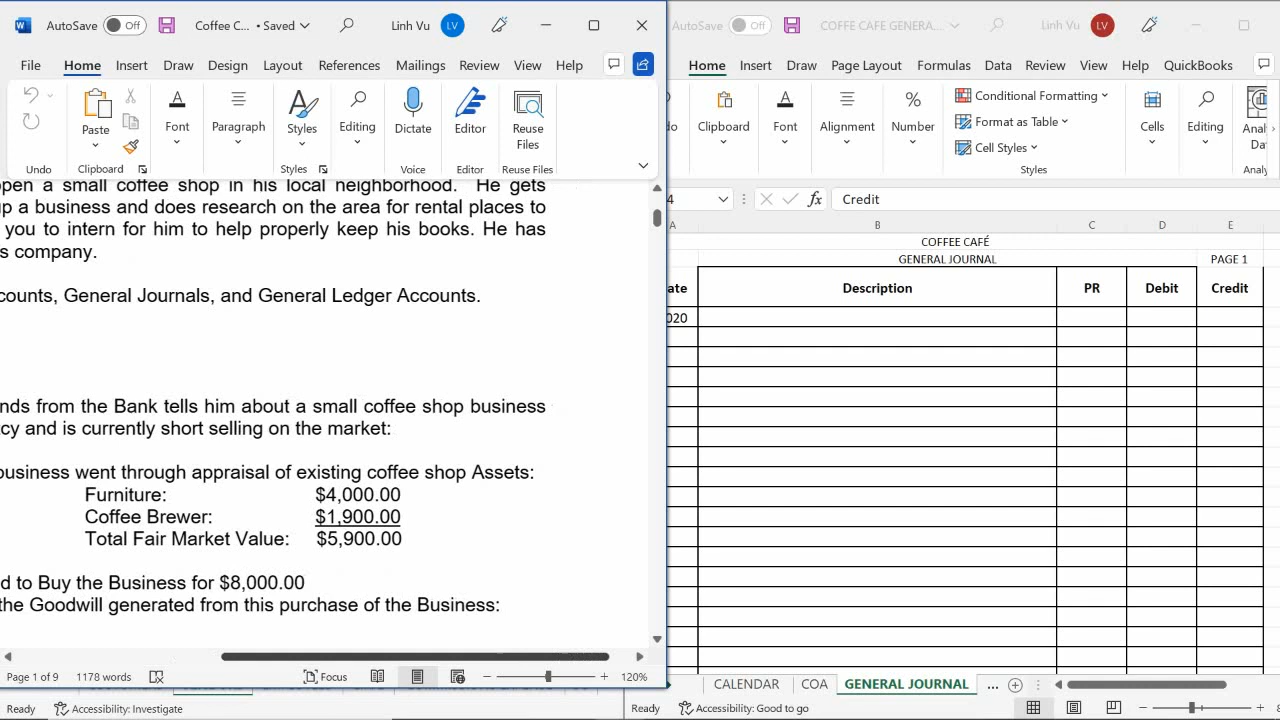 AutoSave Off Coffee C... • Saved Linh Vu LV
File Home Insert Draw Design Layout References Mailings Review View Help
Paste Font Paragraph Styles Editing Dictate Editor Reuse Files
Undo Clipboard Styles Voice Editor Reuse Files
open a small coffee shop in his local neighborhood. He gets
up a business and does research on the area for rental places to
you to intern for him to help properly keep his books. He has
s company.
counts, General Journals, and General Ledger Accounts.
nds from the Bank tells him about a small coffee shop business
cy and is currently short selling on the market:
business went through appraisal of existing coffee shop Assets:
Furniture: $4,000.00
Coffee Brewer: $1,900.00
Total Fair Market Value: $5,900.00
d to Buy the Business for $8,000.00
the Goodwill generated from this purchase of the Business:
Page 1 of 9 1178 words Focus 120%
Ready Accessibility: Investigate
AutoSave Off COFFEE CAFE GENERA... Linh Vu LV
Home Insert Draw Page Layout Formulas Data Review View Help QuickBooks
do Clipboard Font Alignment Number Conditional Formatting Format as Table Cell Styles Cells Editing Anal Da
Styles Analy
4 fx Credit
A B C D E
COFFEE CAFÉ
GENERAL JOURNAL PAGE 1
ate Description PR Debit Credit
020
CALENDAR COA GENERAL JOURNAL ...
Ready Accessibility: Good to go